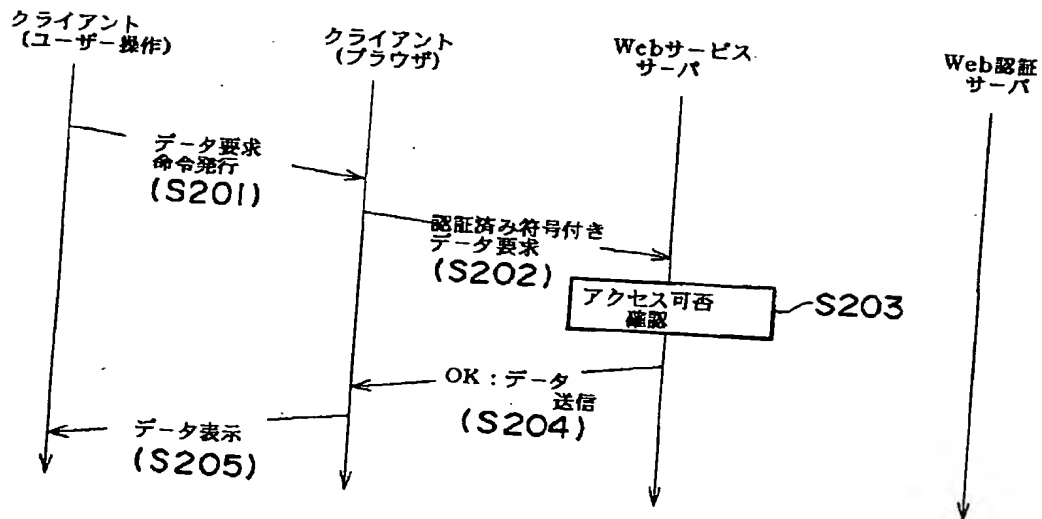 クライアント
(ユーザー操作)
クライアント
(ブラウザ)
Webサービス
サーバ
Web認証
サーバ
データ要求
命令発行
(S201)
認証済み符号付き
データ要求
(S202)
アクセス可否
確認
S203
OK：データ
送信
(S204)
データ表示
(S205)